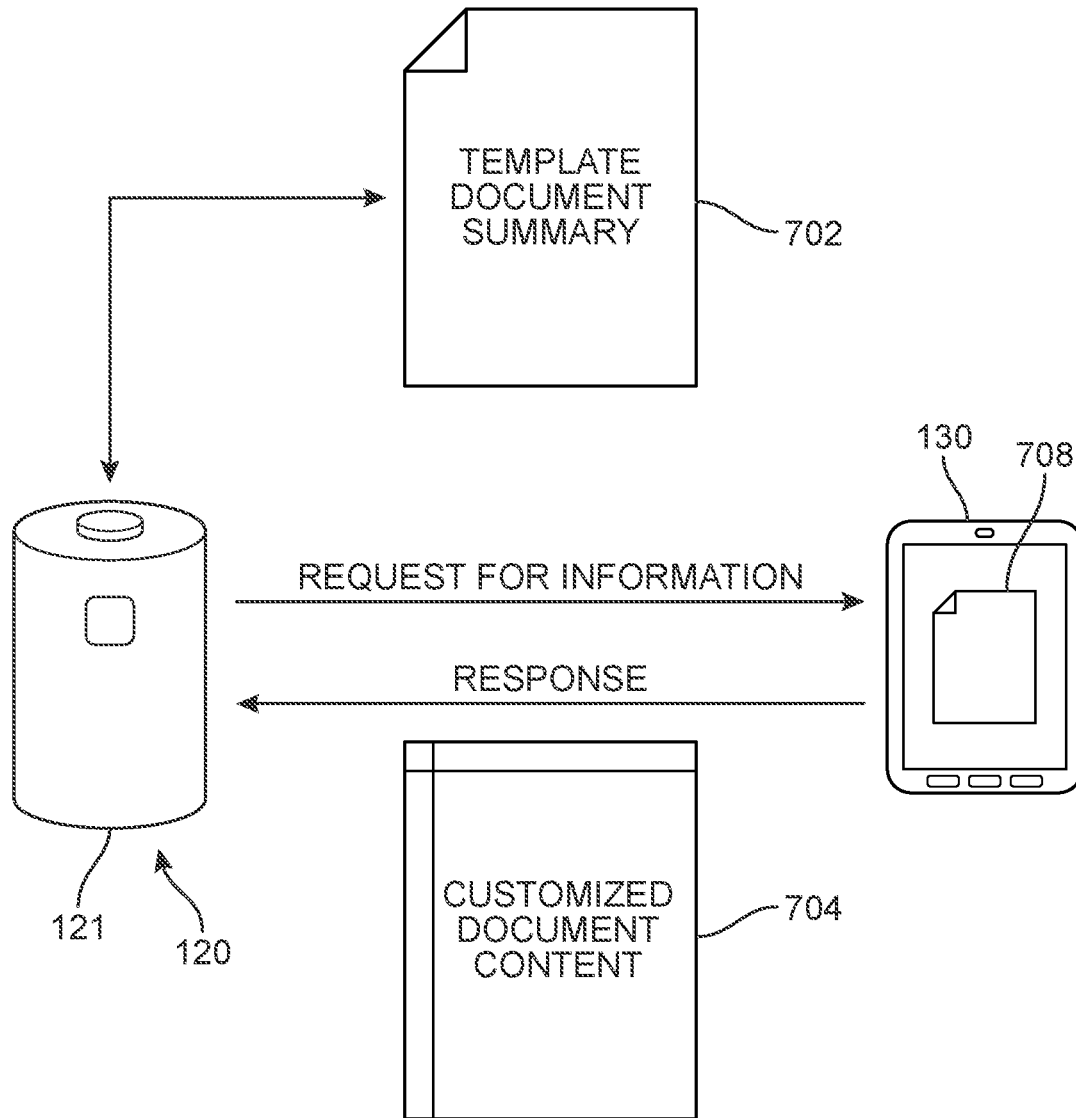 TEMPLATE
DOCUMENT
SUMMARY
702
130
708
REQUEST FOR INFORMATION
RESPONSE
121
120
CUSTOMIZED
DOCUMENT
CONTENT
704